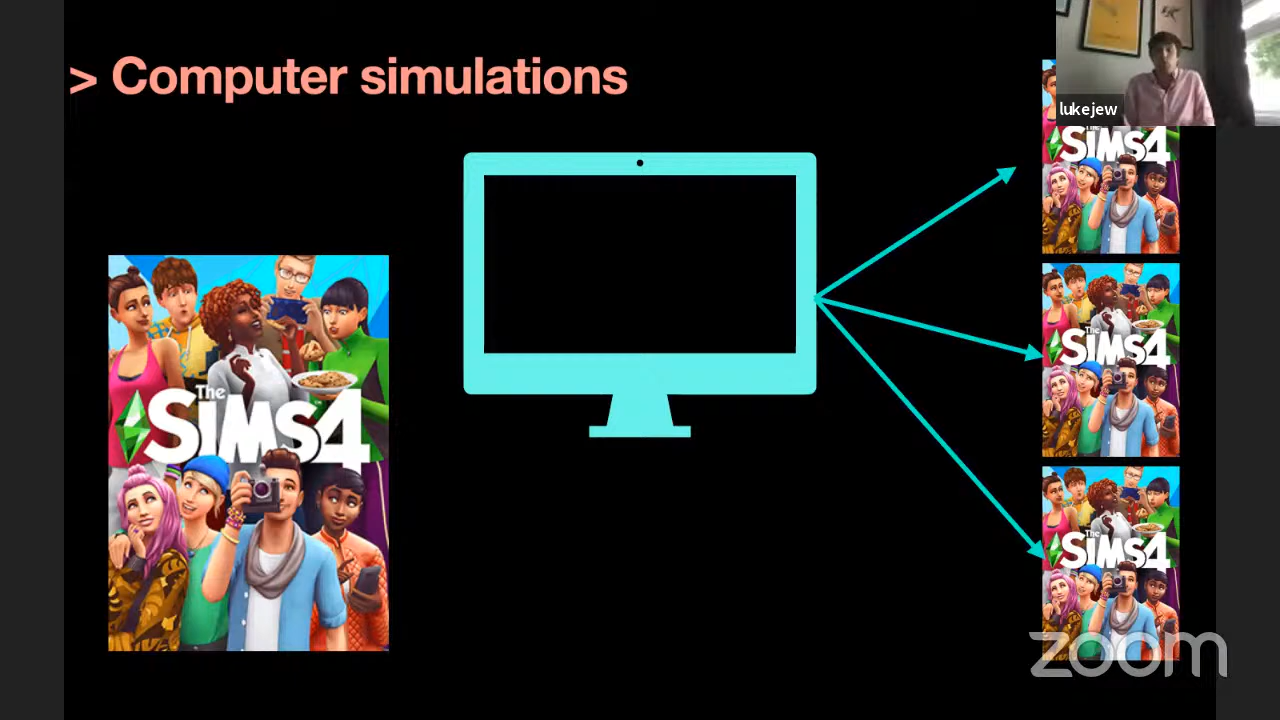 > Computer simulations
lukejew
The
SIMS4
The
SIMS4
The
SIMS4
The
SIMS4
zoom